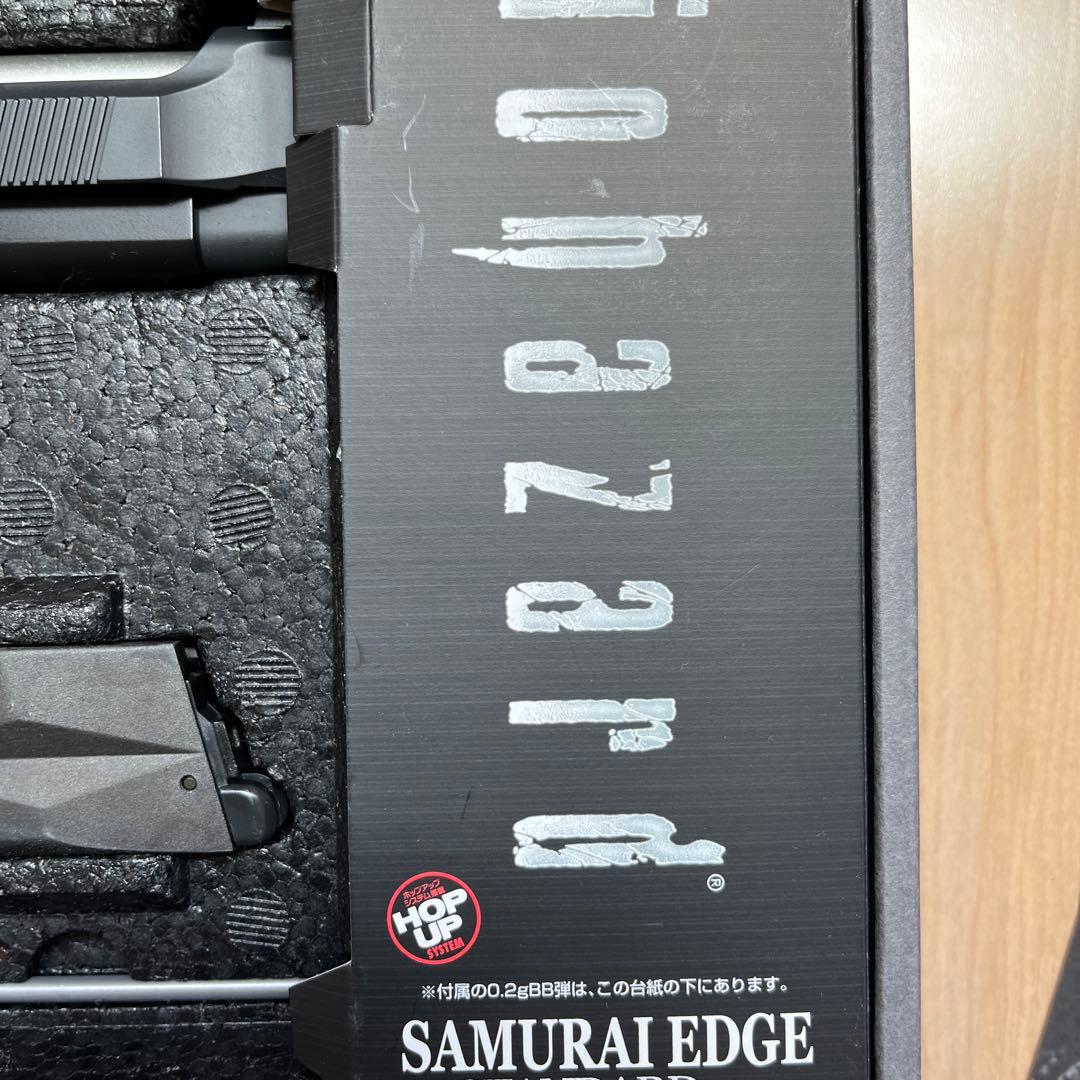 biohazard®
ホップアップ
システム搭載
HOP
UP
SYSTEM
※付属の0.2gBB弾は、この台紙の下にあります。
SAMURAI EDGE
STANDARD